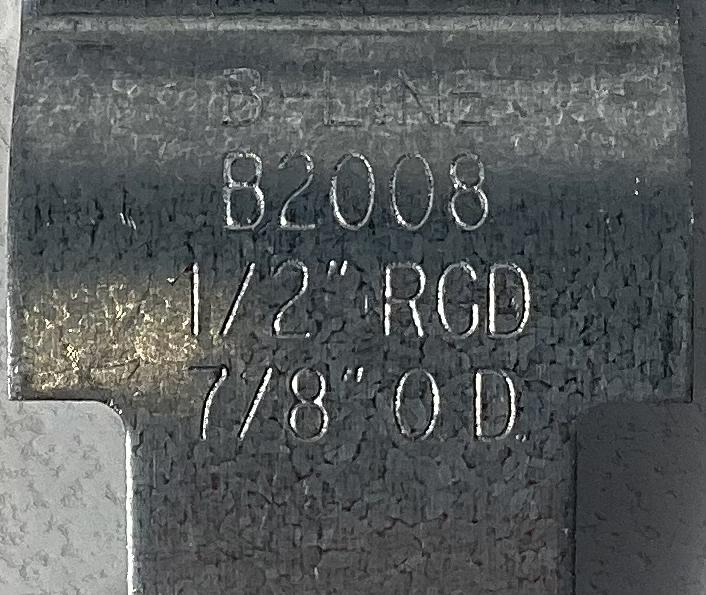 B-LINE
B2008
1/2" RGD
7/8" O D